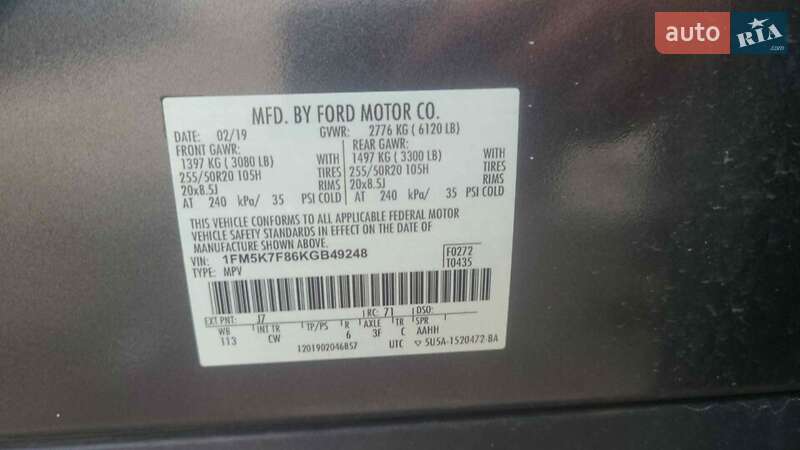 auto RIA.com
MFD. BY FORD MOTOR CO.
DATE: 02/19 GVWR: 2776 KG ( 6120 LB)
FRONT GAWR: REAR GAWR:
1397 KG ( 3080 LB) WITH 1497 KG ( 3300 LB) WITH
255/50R20 105H TIRES 255/50R20 105H TIRES
20x8.5J RIMS 20x8.5J RIMS
AT 240 kPa/ 35 PSI COLD AT 240 kPa/ 35 PSI COLD
THIS VEHICLE CONFORMS TO ALL APPLICABLE FEDERAL MOTOR
VEHICLE SAFETY STANDARDS IN EFFECT ON THE DATE OF
MANUFACTURE SHOWN ABOVE.
VIN: 1FM5K7F86KGB49248 F0272
TYPE: MPV T0435
EXT PNT: J7 RC: 71 DSO:
WB INT TR TP/PS R AXLE TR SPR
113 CW 6 3F C AAHH
1201902046857 UTC ▽ 5U5A-1520472-BA